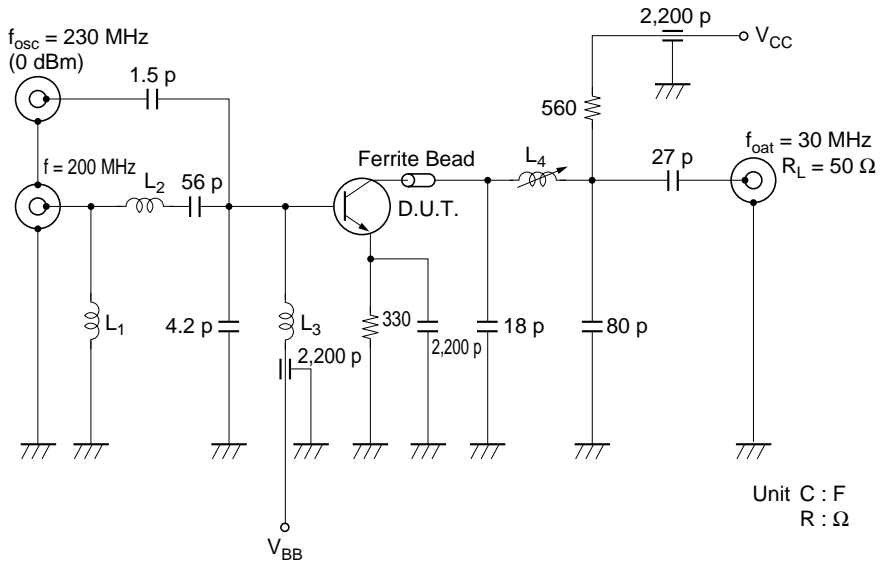 2,200 p
V_CC
f_osc = 230 MHz
(0 dBm)
1.5 p
560
f_oat = 30 MHz
R_L = 50 Ω
f = 200 MHz
L_2
56 p
Ferrite Bead
L_4
27 p
D.U.T.
L_1
4.2 p
L_3
2,200 p
330
2,200 p
18 p
80 p
Unit C : F
R : Ω
V_BB